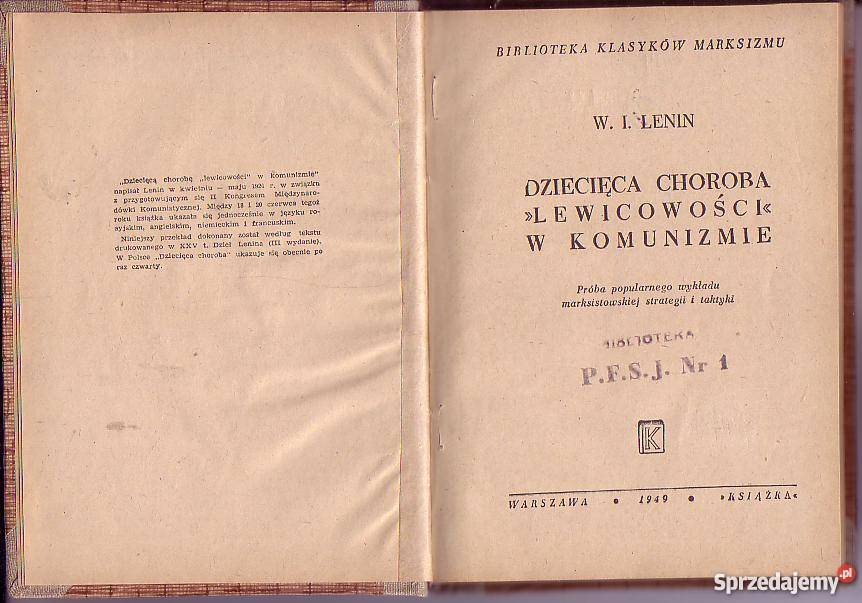 „Dziecięcą chorobę „lewicowości" w komunizmie"
napisał Lenin w kwietniu — maju 1920 r. w związku
z przygotowującym się II Kongresem Międzynaro-
dówki Komunistycznej. Między 18 i 20 czerwca tegoż
roku książka ukazała się jednocześnie w języku ro-
syjskim, angielskim, niemieckim i francuskim.
Niniejszy przekład dokonany został według tekstu
drukowanego w XXV t. Dzieł Lenina (III wydanie).
W Polsce „Dziecięca choroba" ukazuje się obecnie po
raz czwarty.
BIBLIOTEKA KLASYKÓW MARKSIZMU
W. I. LENIN
DZIECIĘCA CHOROBA
»LEWICOWOŚCI«
W KOMUNIZMIE
Próba popularnego wykładu
marksistowskiej strategii i taktyki
BIBLIOTEKA
P.F.S.J. Nr 1
K
WARSZAWA • 1949 • »KSIĄŻKA«
Sprzedajemy.pl